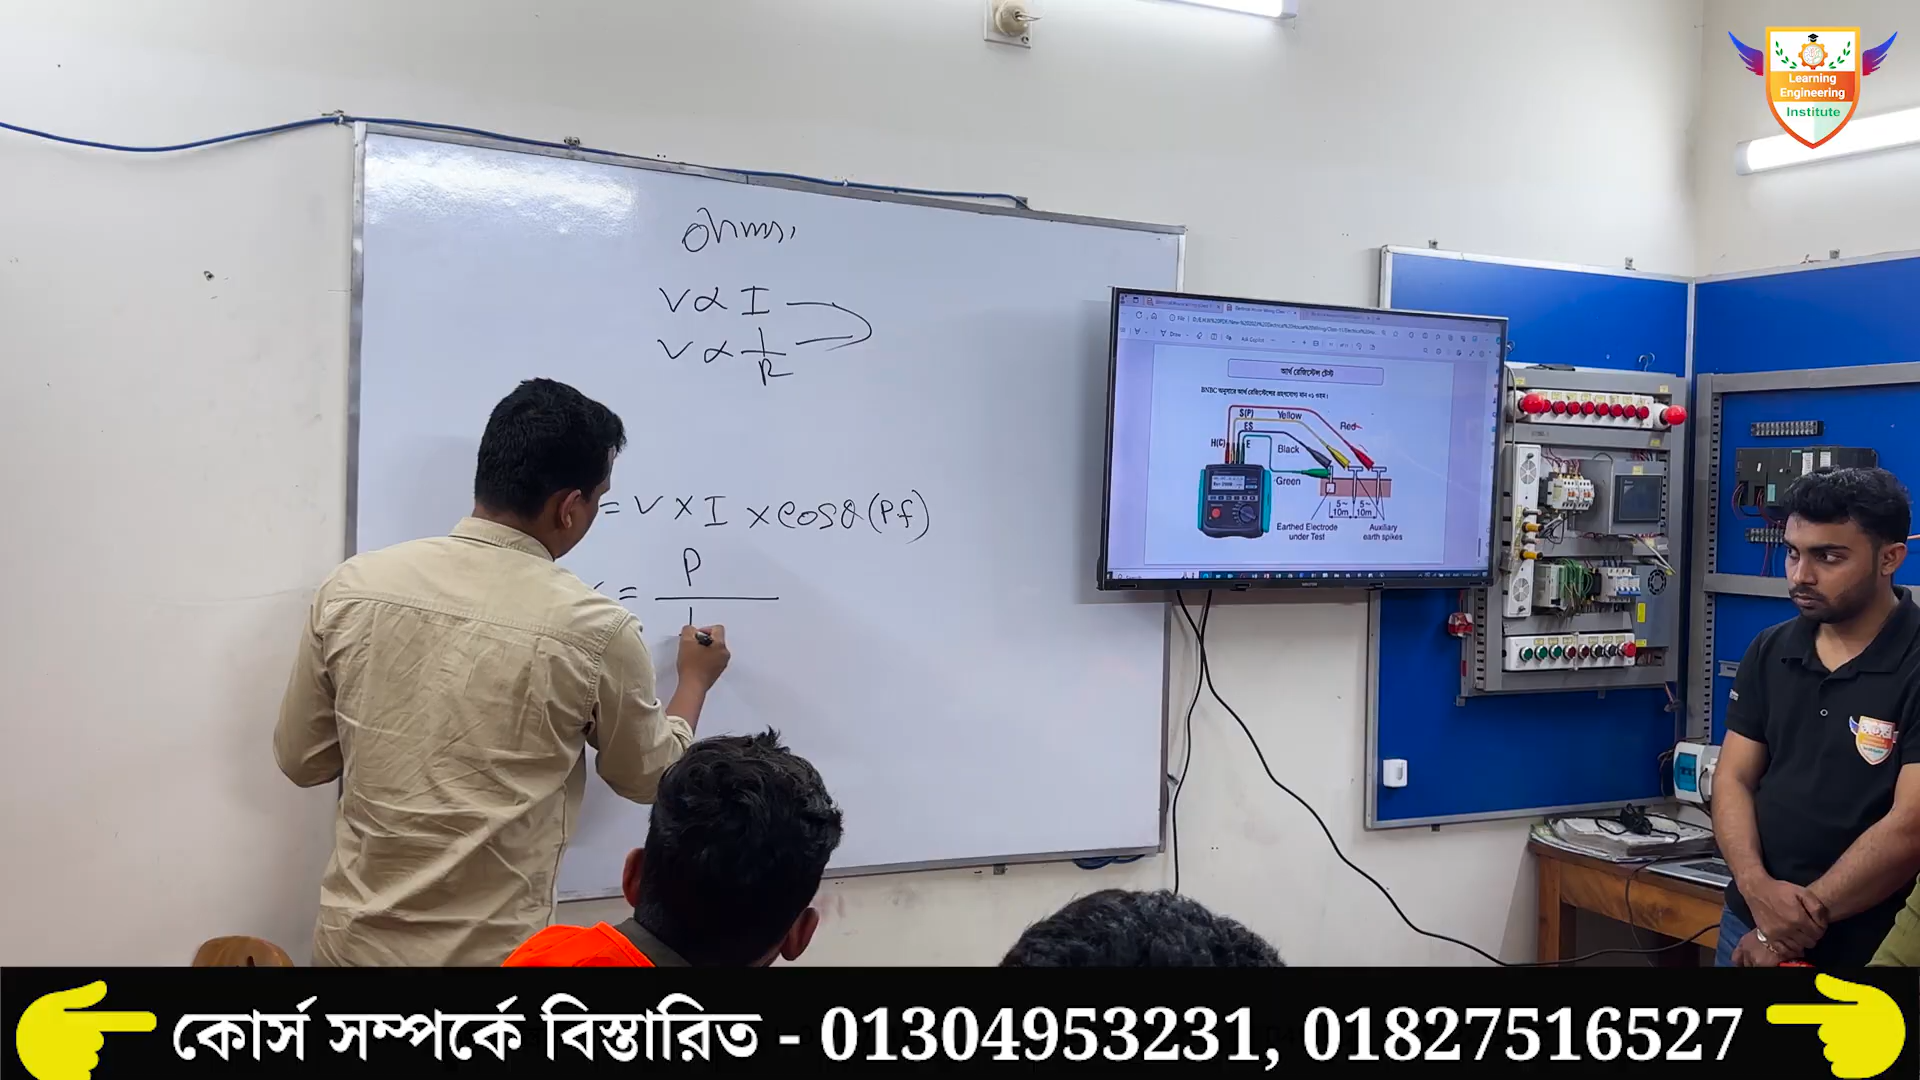 Learning
Engineering
Institute
ohms,
V α I
V α 1/R
= V X I X cosθ (Pf)
= P
আর্থ রেজিস্টেন্স টেস্ট
S(P)
Yellow
Red
ES
H(C)
E
Black
Green
5~
10m
5~
10m
Earthed Electrode
under Test
Auxiliary
earth spikes
কোর্স সম্পর্কে বিস্তারিত - 01304953231, 01827516527